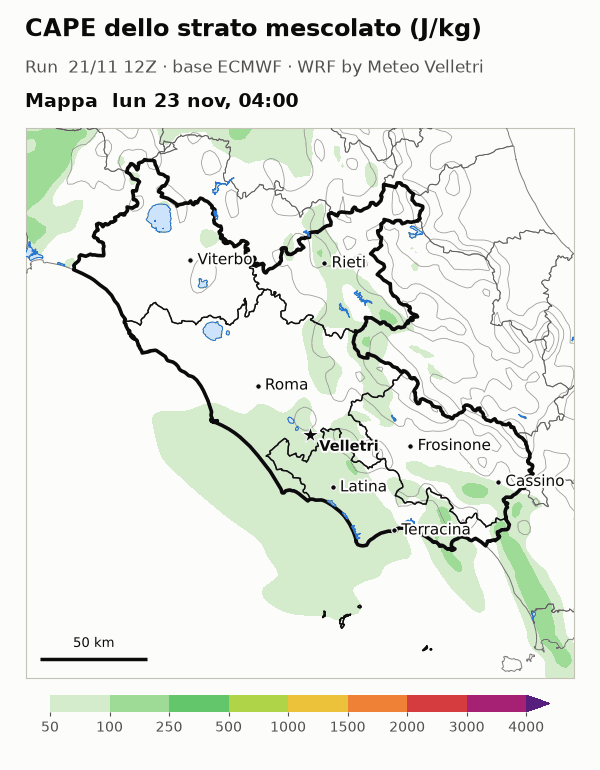 CAPE dello strato mescolato (J/kg)
Run  21/11 12Z · base ECMWF · WRF by Meteo Velletri
Mappa  lun 23 nov, 04:00
Viterbo
Rieti
Roma
Velletri
Frosinone
Cassino
Latina
Terracina
50 km
50 100 250 500 1000 1500 2000 3000 4000